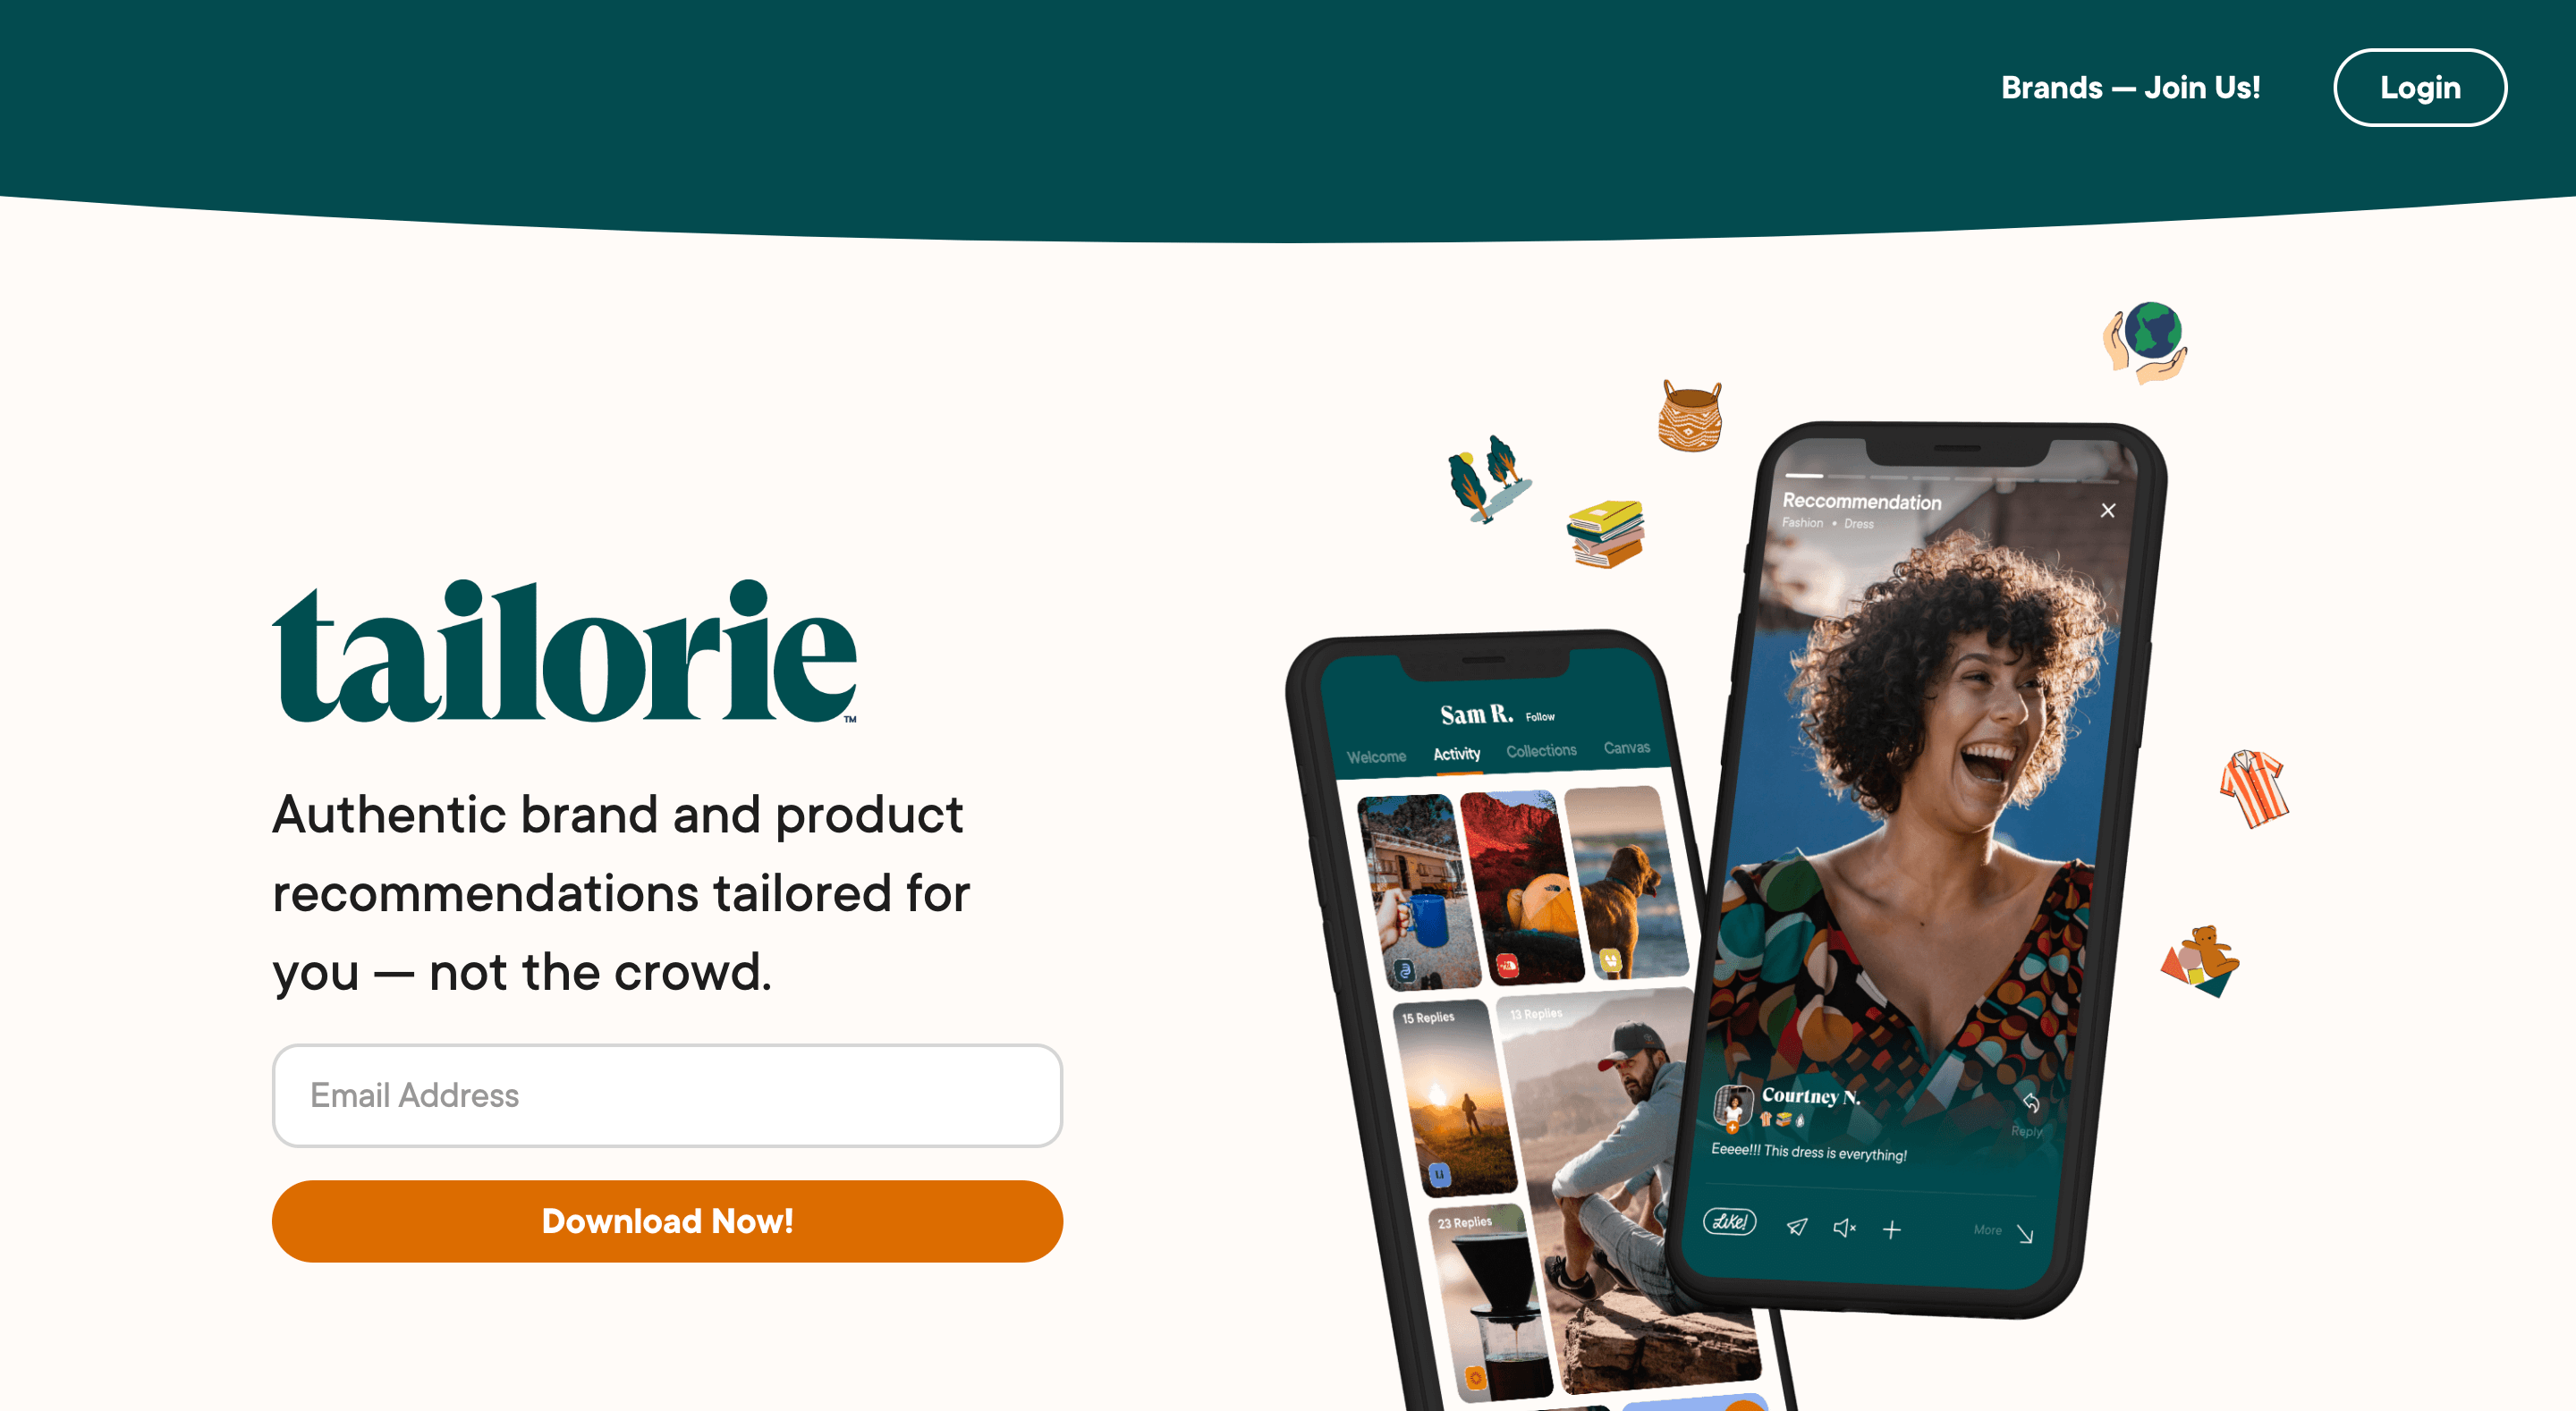 Brands — Join Us!
Login
tailorie™
Authentic brand and product
recommendations tailored for
you — not the crowd.
Email Address
Download Now!
Sam R. Follow
Welcome Activity Collections Canvas
15 Replies
13 Replies
23 Replies
Reccommendation
Fashion • Dress
Courtney N.
Reply
Eeeee!!! This dress is everything!
Like!
More